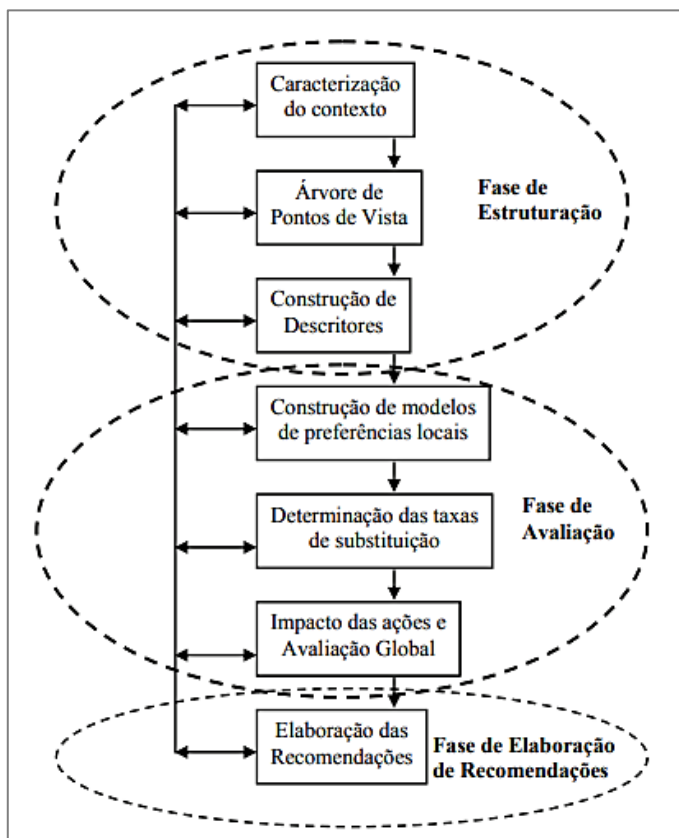 Caracterização
do contexto
Árvore de
Pontos de Vista
Fase de
Estruturação
Construção de
Descritores
Construção de modelos
de preferências locais
Determinação das taxas
de substituição
Fase de
Avaliação
Impacto das ações e
Avaliação Global
Elaboração das
Recomendações
Fase de Elaboração
de Recomendações